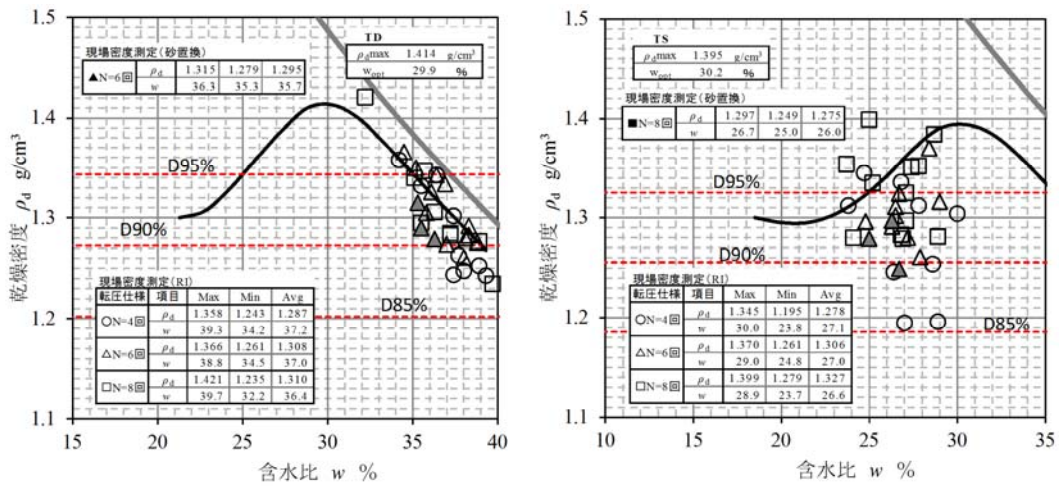 1.5
1.4
1.3
1.2
1.1
15 20 25 30 35 40
乾燥密度 ρd g/cm³
含水比 w %
現場密度測定(砂置換)
▲N=6回 ρd 1.315 1.279 1.295
w 36.3 35.3 35.7
TD
ρdmax 1.414 g/cm³
wopt 29.9 %
D95%
D90%
D85%
現場密度測定(RI)
転圧仕様 項目 Max Min Avg
○N=4回 ρd 1.358 1.243 1.287
w 39.3 34.2 37.2
△N=6回 ρd 1.366 1.261 1.308
w 38.8 34.5 37.0
□N=8回 ρd 1.421 1.235 1.310
w 39.7 32.2 36.4
1.5
1.4
1.3
1.2
1.1
10 15 20 25 30 35
乾燥密度 ρd g/cm³
含水比 w %
TS
ρdmax 1.395 g/cm³
wopt 30.2 %
現場密度測定(砂置換)
■N=8回 ρd 1.297 1.249 1.275
w 26.7 25.0 26.0
D95%
D90%
D85%
現場密度測定(RI)
転圧仕様 項目 Max Min Avg
○N=4回 ρd 1.345 1.195 1.278
w 30.0 23.8 27.1
△N=6回 ρd 1.370 1.261 1.306
w 29.0 24.8 27.0
□N=8回 ρd 1.399 1.279 1.327
w 28.9 23.7 26.6